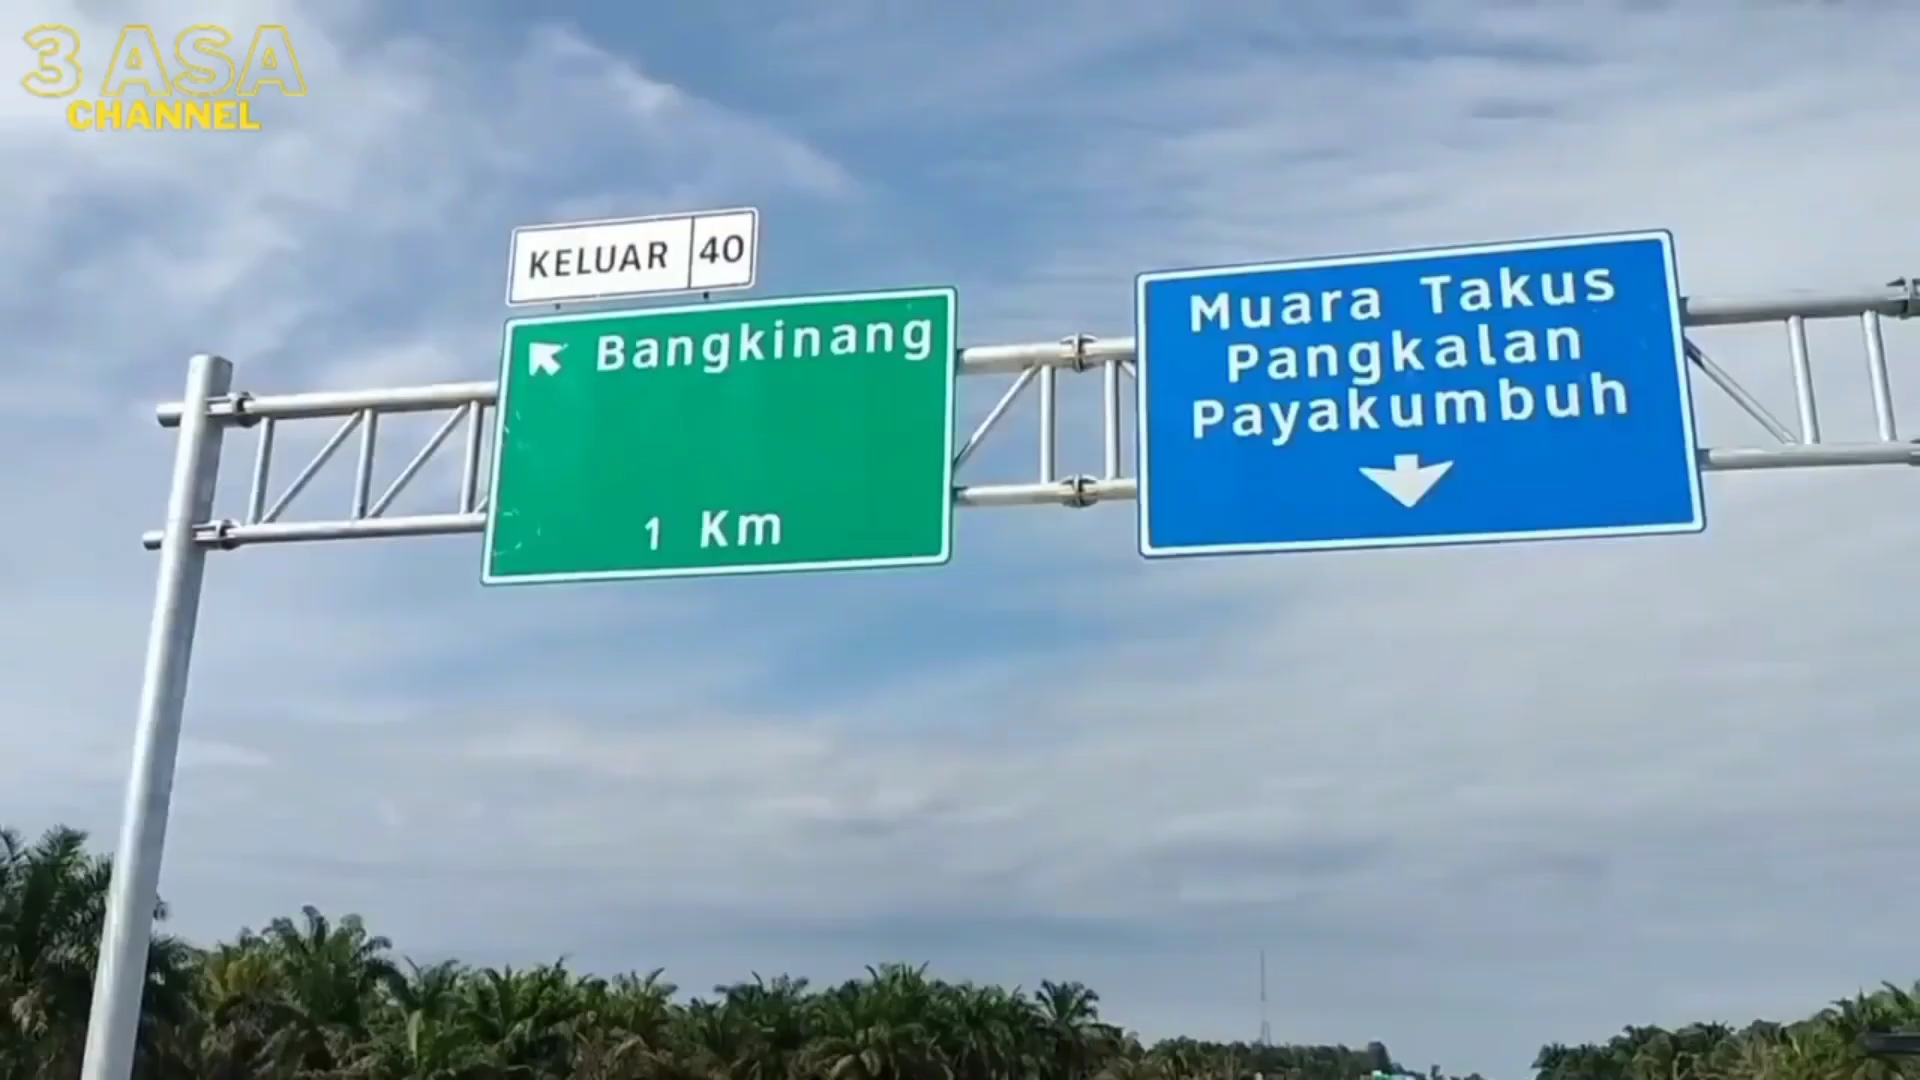 3 ASA
CHANNEL
KELUAR 40
Bangkinang
1 Km
Muara Takus
Pangkalan
Payakumbuh